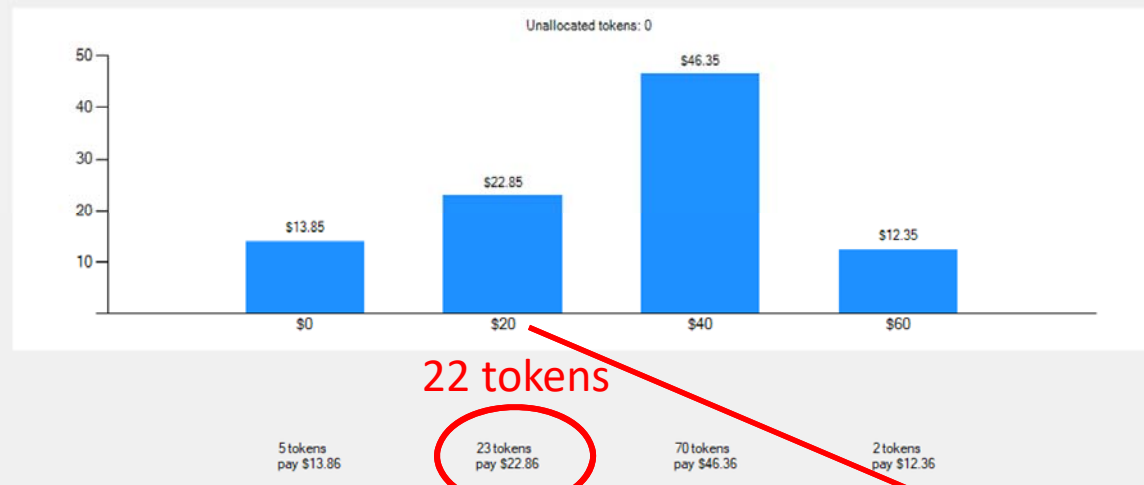 Unallocated tokens: 0
50
40
30
20
10
$13.85
$22.85
$46.35
$12.35
$0
$20
$40
$60
22 tokens
5 tokens
pay $13.86
23 tokens
pay $22.86
70 tokens
pay $46.36
2 tokens
pay $12.36